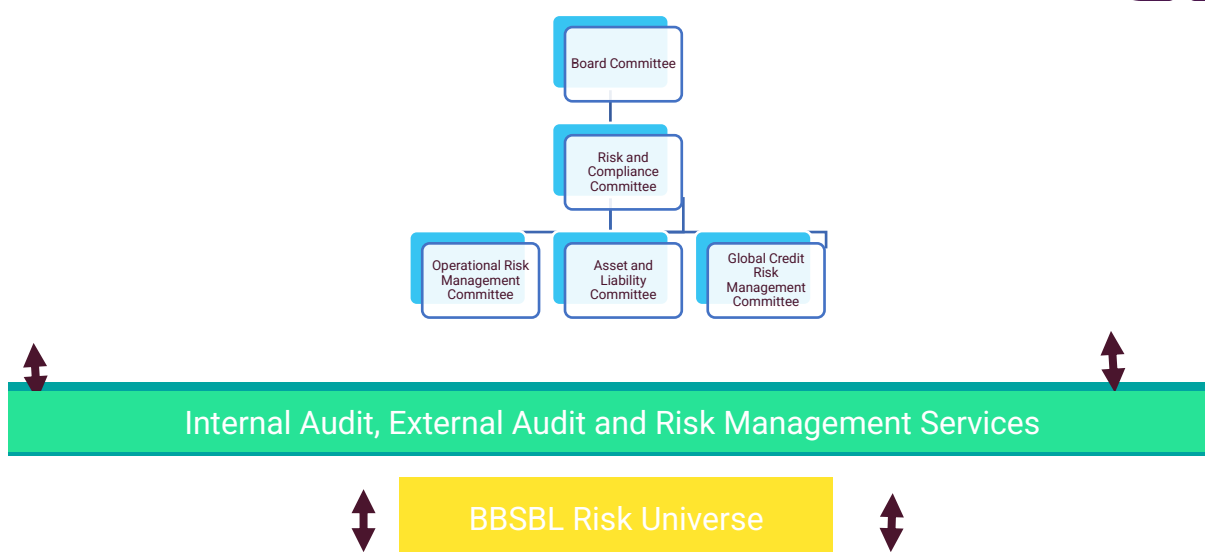 Board Committee
Risk and
Compliance
Committee
Operational Risk
Management
Committee
Asset and
Liability
Committee
Global Credit
Risk
Management
Committee
Internal Audit, External Audit and Risk Management Services
BBSBL Risk Universe